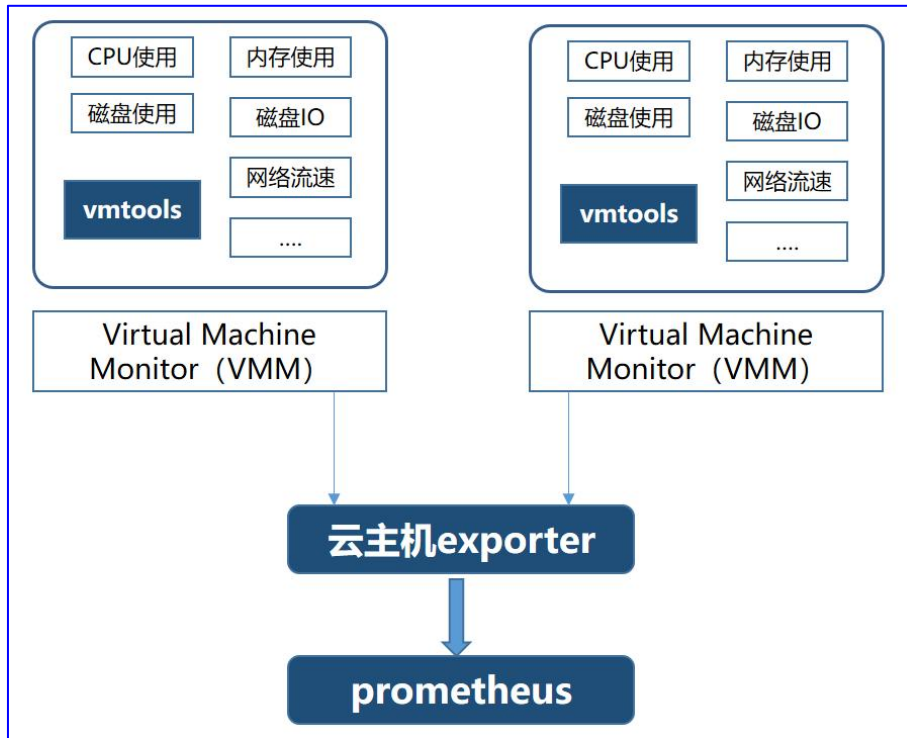 CPU使用
内存使用
磁盘使用
磁盘IO
网络流速
vmtools
....
Virtual Machine
Monitor（VMM）
CPU使用
内存使用
磁盘使用
磁盘IO
网络流速
vmtools
....
Virtual Machine
Monitor（VMM）
云主机exporter
prometheus